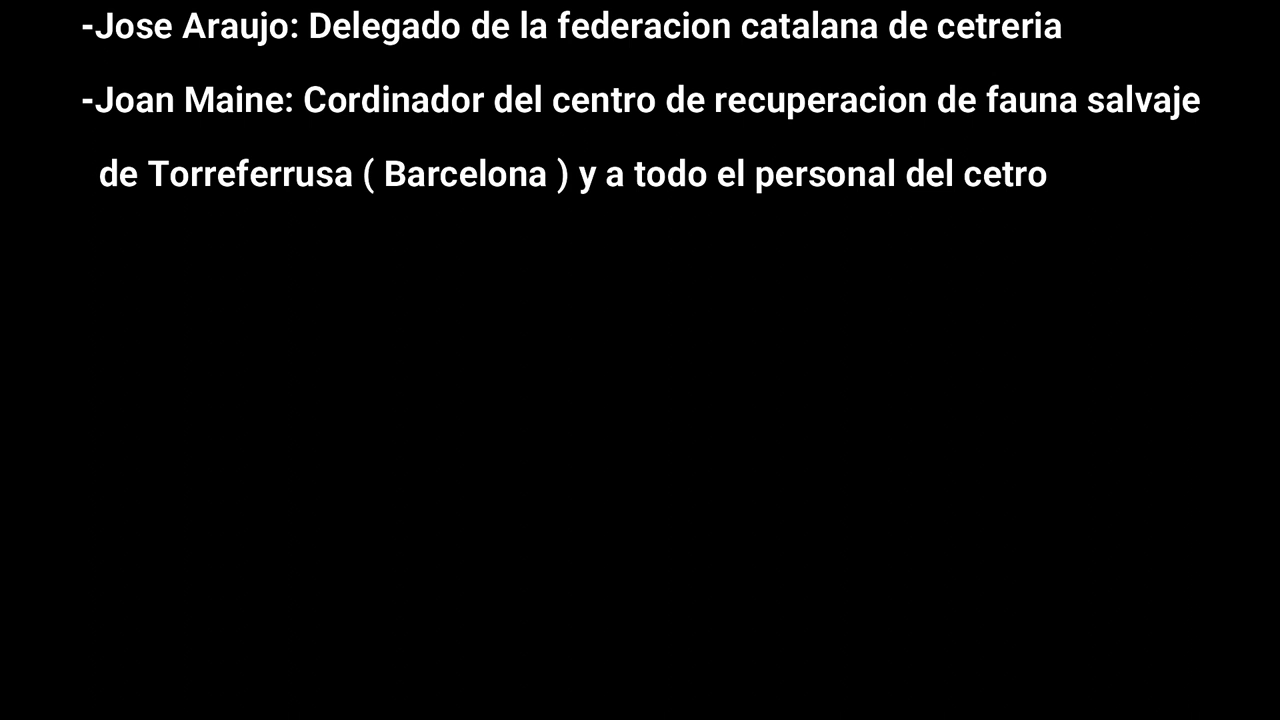 -Jose Araujo: Delegado de la federacion catalana de cetreria
-Joan Maine: Cordinador del centro de recuperacion de fauna salvaje
de Torreferrusa ( Barcelona ) y a todo el personal del cetro